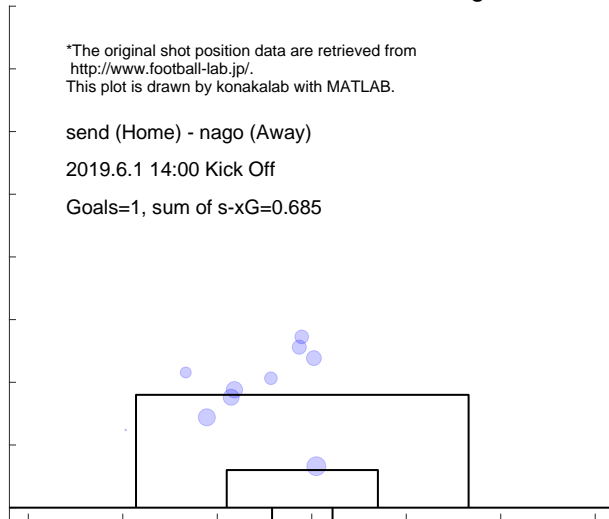 *The original shot position data are retrieved from
http://www.football-lab.jp/.
This plot is drawn by konakalab with MATLAB.
send (Home) - nago (Away)
2019.6.1 14:00 Kick Off
Goals=1, sum of s-xG=0.685